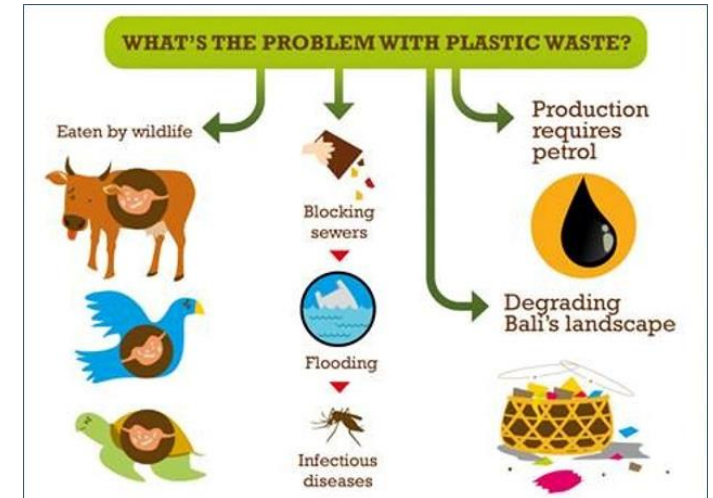 WHAT'S THE PROBLEM WITH PLASTIC WASTE?
Eaten by wildlife
Blocking
sewers
Flooding
Infectious
diseases
Production
requires
petrol
Degrading
Bali's landscape